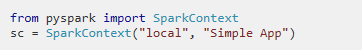 from pyspark import SparkContext
sc = SparkContext("local", "Simple App")